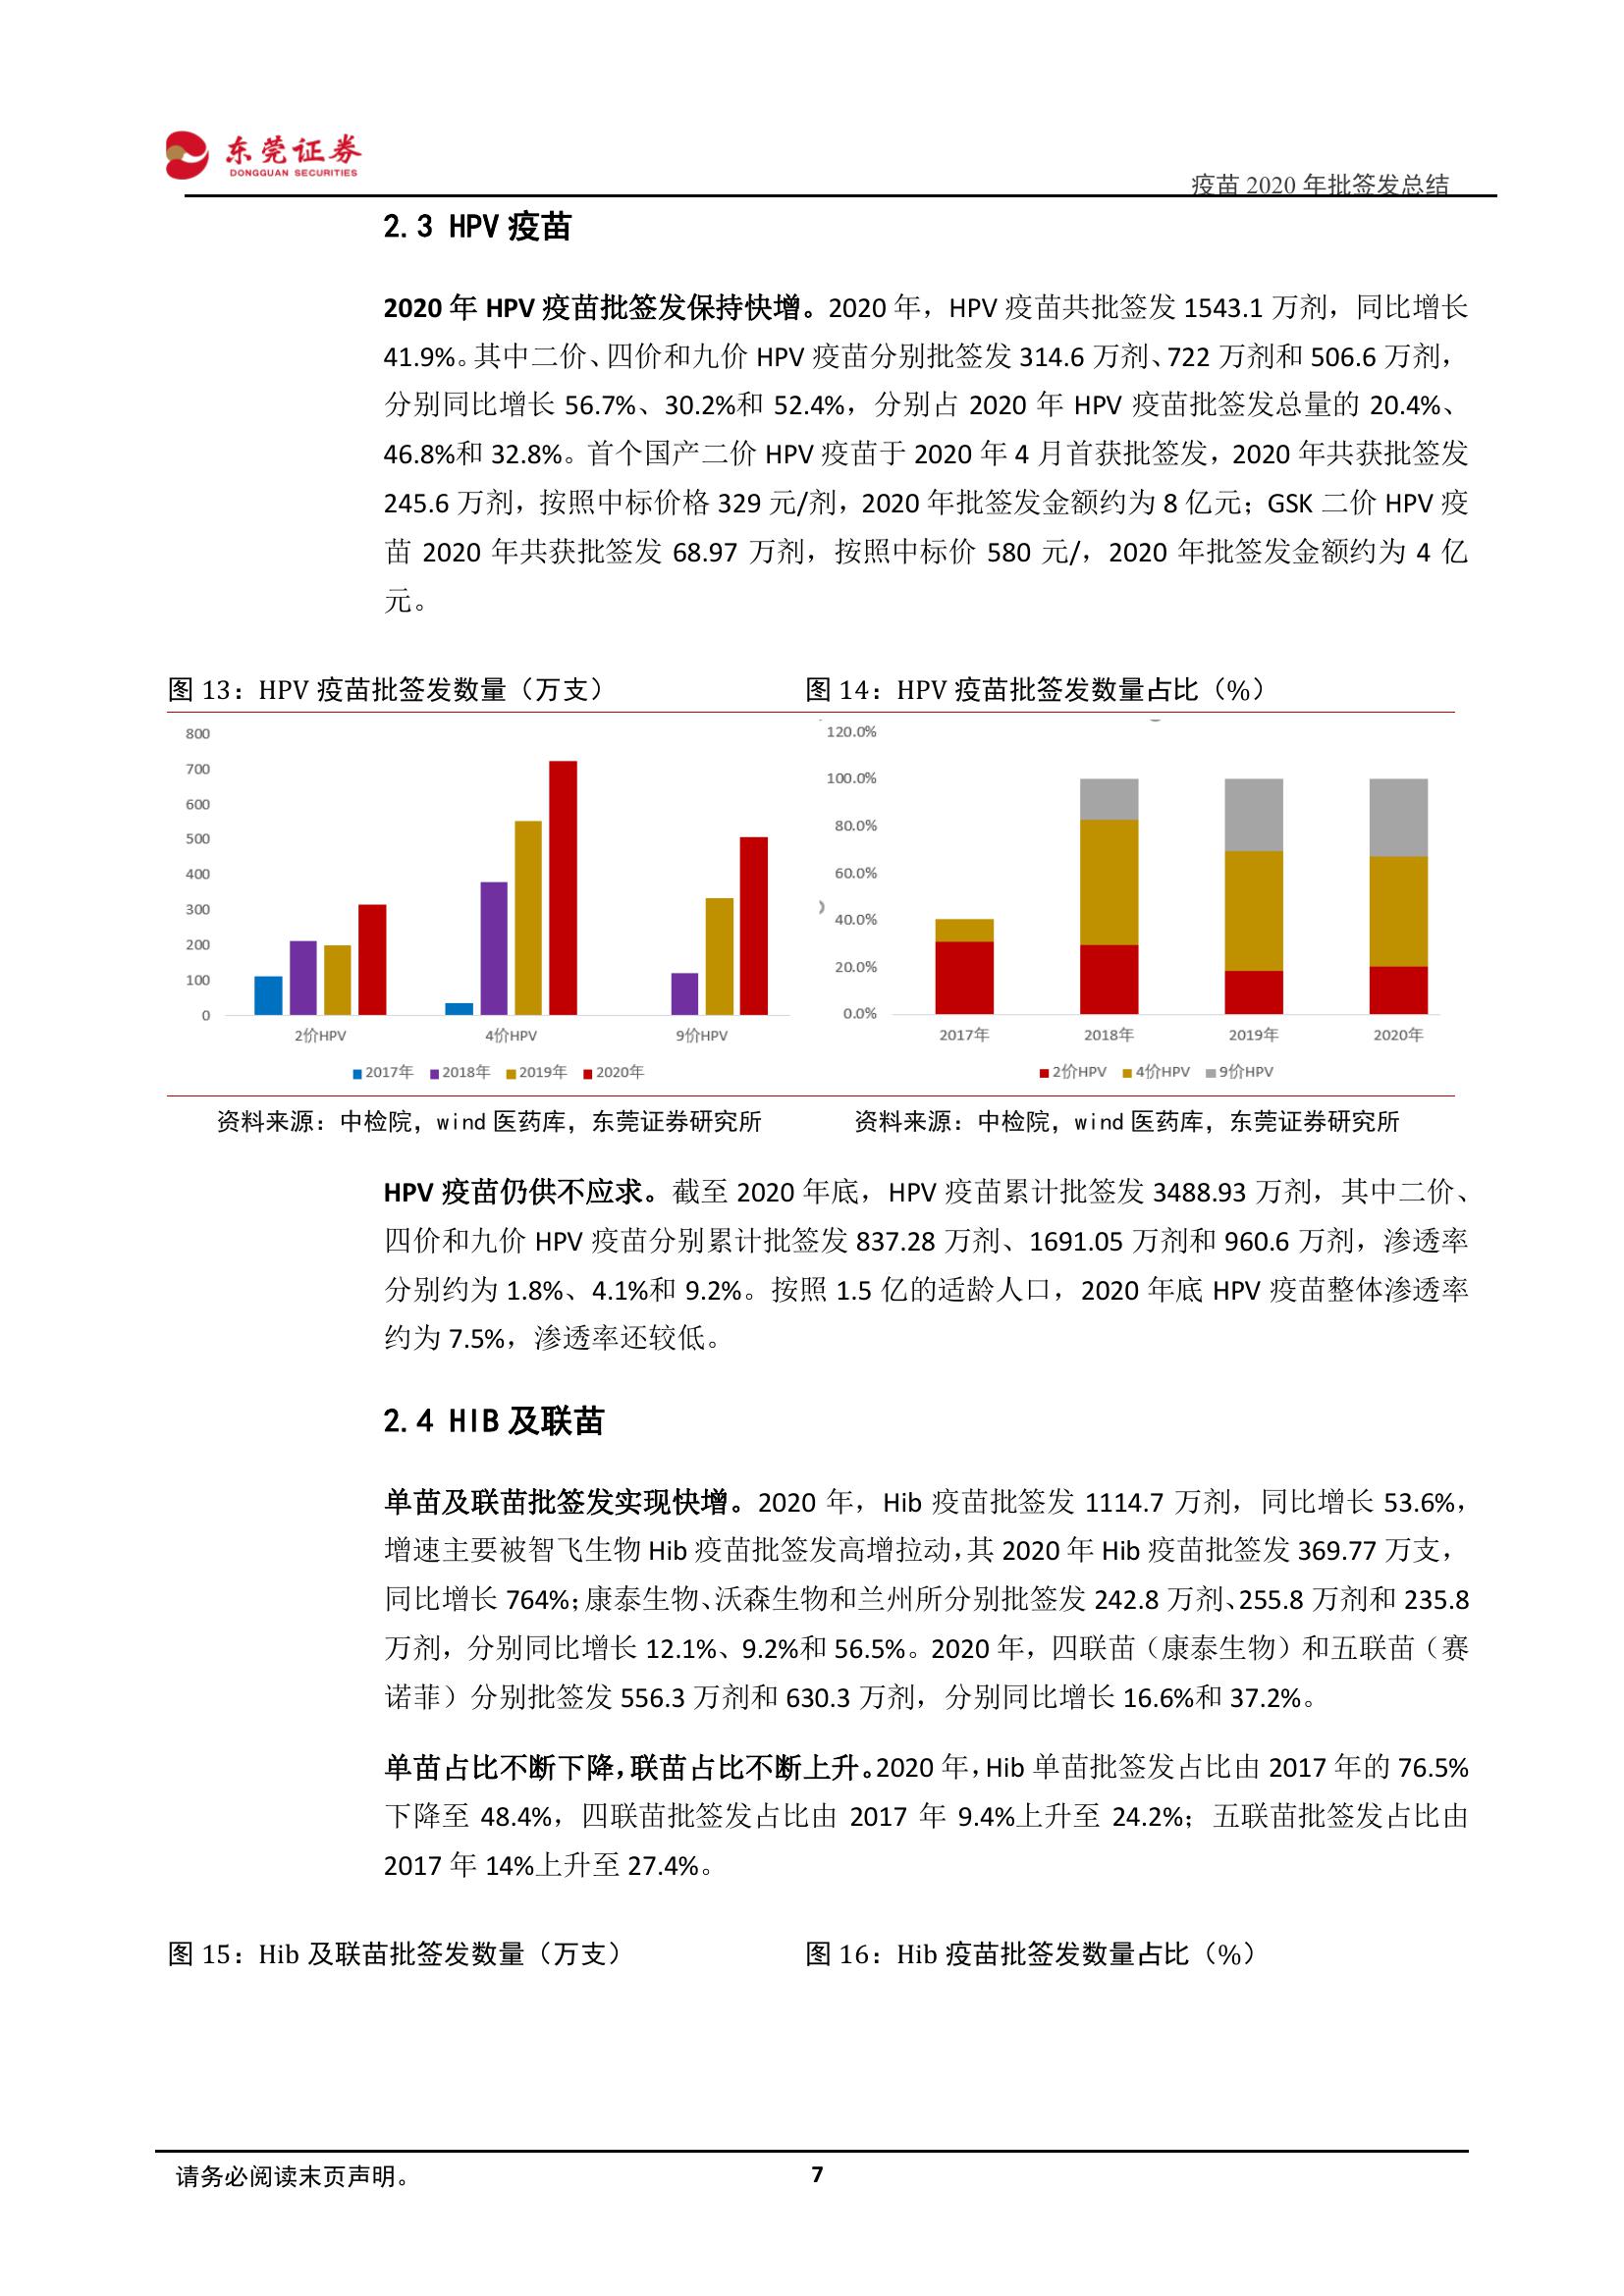 东莞证券
DONGGUAN SECURITIES
疫苗 2020 年批签发总结
2.3 HPV 疫苗
2020 年 HPV 疫苗批签发保持快增。2020 年，HPV 疫苗共批签发 1543.1 万剂，同比增长
41.9%。其中二价、四价和九价 HPV 疫苗分别批签发 314.6 万剂、722 万剂和 506.6 万剂，
分别同比增长 56.7%、30.2%和 52.4%，分别占 2020 年 HPV 疫苗批签发总量的 20.4%、
46.8%和 32.8%。首个国产二价 HPV 疫苗于 2020 年 4 月首获批签发，2020 年共获批签发
245.6 万剂，按照中标价格 329 元/剂，2020 年批签发金额约为 8 亿元；GSK 二价 HPV 疫
苗 2020 年共获批签发 68.97 万剂，按照中标价 580 元/，2020 年批签发金额约为 4 亿
元。
图 13：HPV 疫苗批签发数量（万支）
800
700
600
500
400
300
200
100
0
2价HPV 4价HPV 9价HPV
2017年 2018年 2019年 2020年
资料来源：中检院，wind 医药库，东莞证券研究所
图 14：HPV 疫苗批签发数量占比（%）
120.0%
100.0%
80.0%
60.0%
40.0%
20.0%
0.0%
2017年 2018年 2019年 2020年
2价HPV 4价HPV 9价HPV
资料来源：中检院，wind 医药库，东莞证券研究所
HPV 疫苗仍供不应求。截至 2020 年底，HPV 疫苗累计批签发 3488.93 万剂，其中二价、
四价和九价 HPV 疫苗分别累计批签发 837.28 万剂、1691.05 万剂和 960.6 万剂，渗透率
分别约为 1.8%、4.1%和 9.2%。按照 1.5 亿的适龄人口，2020 年底 HPV 疫苗整体渗透率
约为 7.5%，渗透率还较低。
2.4 HIB 及联苗
单苗及联苗批签发实现快增。2020 年，Hib 疫苗批签发 1114.7 万剂，同比增长 53.6%，
增速主要被智飞生物 Hib 疫苗批签发高增拉动，其 2020 年 Hib 疫苗批签发 369.77 万支，
同比增长 764%；康泰生物、沃森生物和兰州所分别批签发 242.8 万剂、255.8 万剂和 235.8
万剂，分别同比增长 12.1%、9.2%和 56.5%。2020 年，四联苗（康泰生物）和五联苗（赛
诺菲）分别批签发 556.3 万剂和 630.3 万剂，分别同比增长 16.6%和 37.2%。
单苗占比不断下降，联苗占比不断上升。2020 年，Hib 单苗批签发占比由 2017 年的 76.5%
下降至 48.4%，四联苗批签发占比由 2017 年 9.4%上升至 24.2%；五联苗批签发占比由
2017 年 14%上升至 27.4%。
图 15：Hib 及联苗批签发数量（万支）
图 16：Hib 疫苗批签发数量占比（%）
请务必阅读末页声明。
7